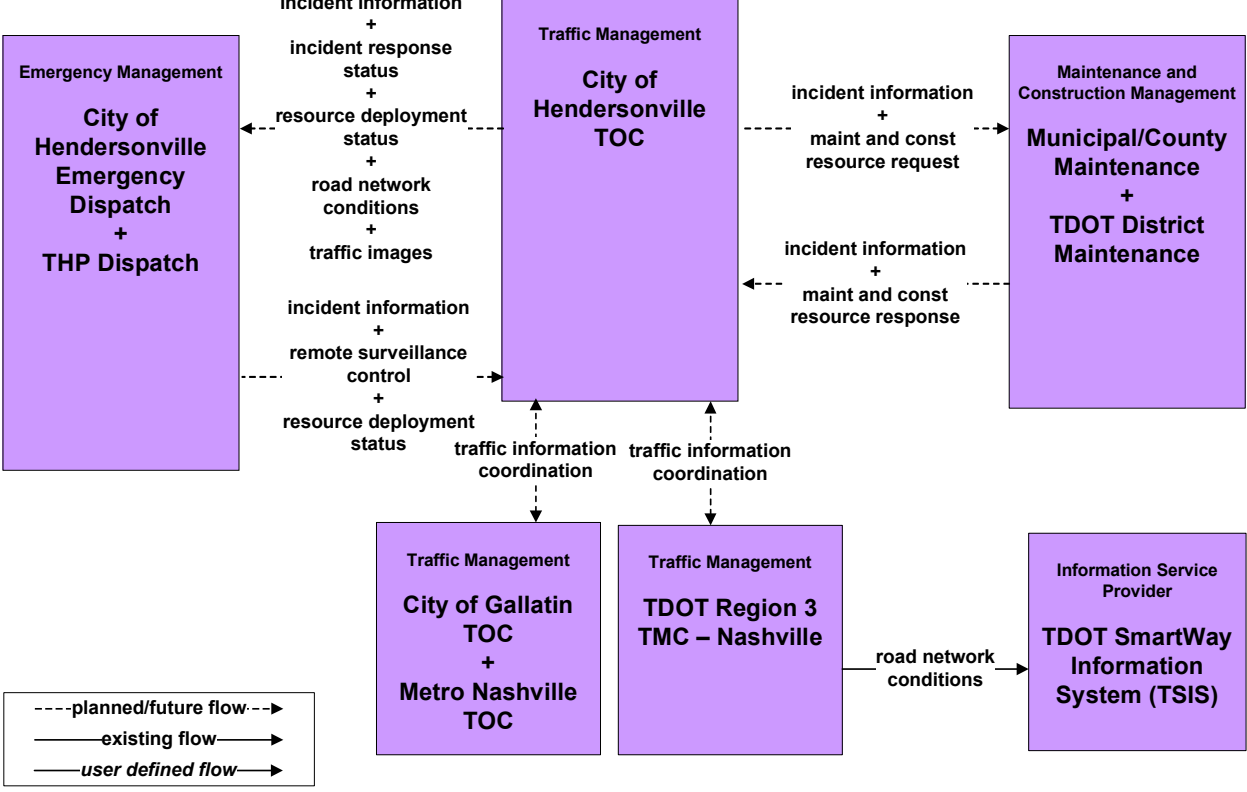 incident information
+
incident response
status
+
resource deployment
status
+
road network
conditions
+
traffic images
Emergency Management
City of
Hendersonville
Emergency
Dispatch
+
THP Dispatch
Traffic Management
City of
Hendersonville
TOC
incident information
+
maint and const
resource request
Maintenance and
Construction Management
Municipal/County
Maintenance
+
TDOT District
Maintenance
incident information
+
maint and const
resource response
incident information
+
remote surveillance
control
+
resource deployment
status
traffic information
coordination
traffic information
coordination
Traffic Management
City of Gallatin
TOC
+
Metro Nashville
TOC
Traffic Management
TDOT Region 3
TMC – Nashville
road network
conditions
Information Service
Provider
TDOT SmartWay
Information
System (TSIS)
planned/future flow
existing flow
user defined flow